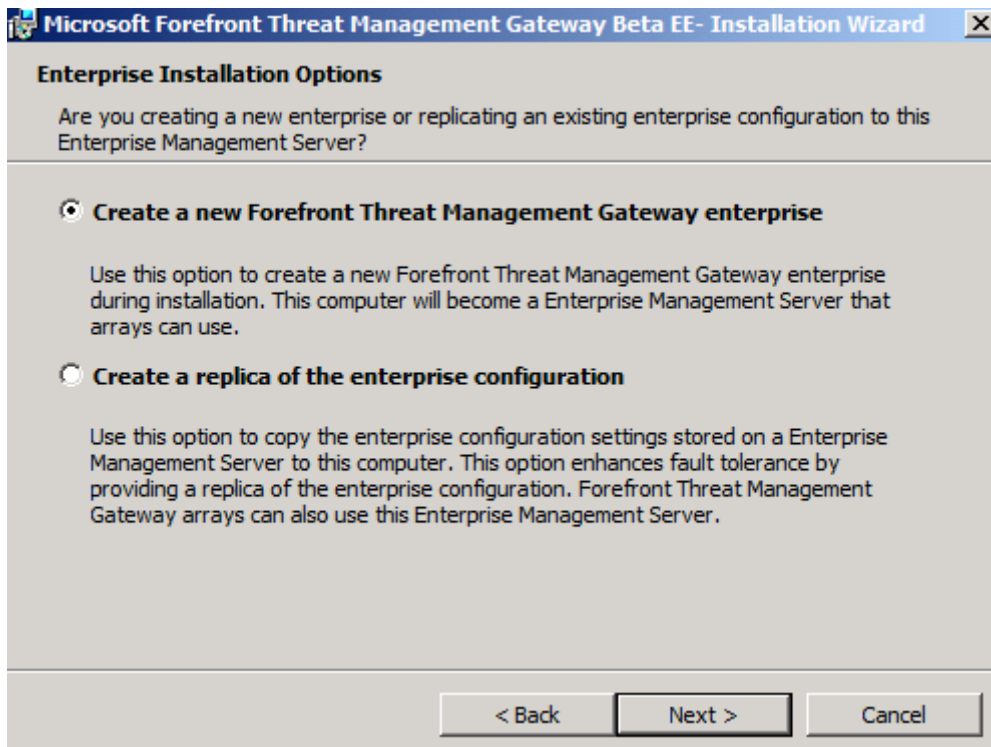 Microsoft Forefront Threat Management Gateway Beta EE- Installation Wizard
Enterprise Installation Options
Are you creating a new enterprise or replicating an existing enterprise configuration to this
Enterprise Management Server?
Create a new Forefront Threat Management Gateway enterprise
Use this option to create a new Forefront Threat Management Gateway enterprise
during installation. This computer will become a Enterprise Management Server that
arrays can use.
Create a replica of the enterprise configuration
Use this option to copy the enterprise configuration settings stored on a Enterprise
Management Server to this computer. This option enhances fault tolerance by
providing a replica of the enterprise configuration. Forefront Threat Management
Gateway arrays can also use this Enterprise Management Server.
< Back
Next >
Cancel